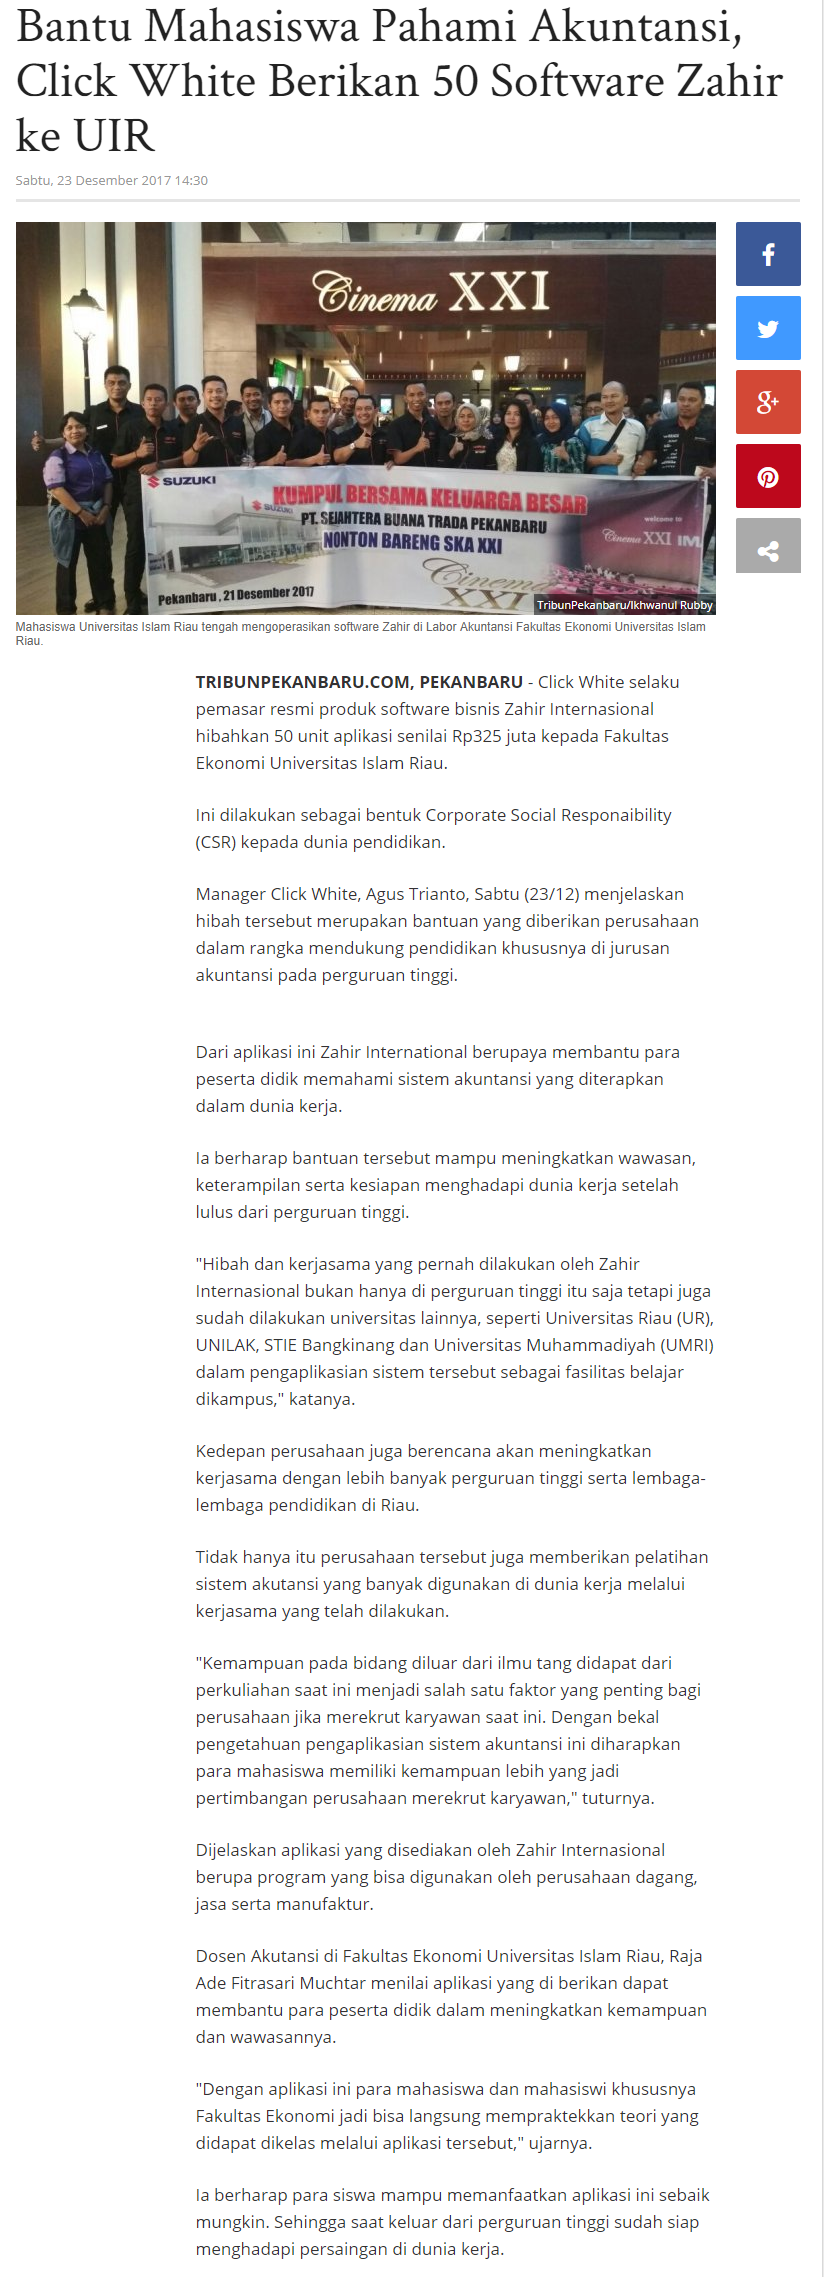 Bantu Mahasiswa Pahami Akuntansi,
Click White Berikan 50 Software Zahir
ke UIR
Sabtu, 23 Desember 2017 14:30
Cinema XXI
SUZUKI
KUMPUL BERSAMA KELUARGA BESAR
SUZUKI
PT. SEJAHTERA BUANA TRADA PEKANBARU
NONTON BARENG SKA XXI
welcome to
Cinema XXI IM
Cinema
XXI
Pekanbaru, 21 Desember 2017
TribunPekanbaru/Ikhwanul Rubby
Mahasiswa Universitas Islam Riau tengah mengoperasikan software Zahir di Labor Akuntansi Fakultas Ekonomi Universitas Islam
Riau.
TRIBUNPEKANBARU.COM, PEKANBARU - Click White selaku
pemasar resmi produk software bisnis Zahir Internasional
hibahkan 50 unit aplikasi senilai Rp325 juta kepada Fakultas
Ekonomi Universitas Islam Riau.
Ini dilakukan sebagai bentuk Corporate Social Responaibility
(CSR) kepada dunia pendidikan.
Manager Click White, Agus Trianto, Sabtu (23/12) menjelaskan
hibah tersebut merupakan bantuan yang diberikan perusahaan
dalam rangka mendukung pendidikan khususnya di jurusan
akuntansi pada perguruan tinggi.
Dari aplikasi ini Zahir International berupaya membantu para
peserta didik memahami sistem akuntansi yang diterapkan
dalam dunia kerja.
Ia berharap bantuan tersebut mampu meningkatkan wawasan,
keterampilan serta kesiapan menghadapi dunia kerja setelah
lulus dari perguruan tinggi.
"Hibah dan kerjasama yang pernah dilakukan oleh Zahir
Internasional bukan hanya di perguruan tinggi itu saja tetapi juga
sudah dilakukan universitas lainnya, seperti Universitas Riau (UR),
UNILAK, STIE Bangkinang dan Universitas Muhammadiyah (UMRI)
dalam pengaplikasian sistem tersebut sebagai fasilitas belajar
dikampus," katanya.
Kedepan perusahaan juga berencana akan meningkatkan
kerjasama dengan lebih banyak perguruan tinggi serta lembaga-
lembaga pendidikan di Riau.
Tidak hanya itu perusahaan tersebut juga memberikan pelatihan
sistem akutansi yang banyak digunakan di dunia kerja melalui
kerjasama yang telah dilakukan.
"Kemampuan pada bidang diluar dari ilmu tang didapat dari
perkuliahan saat ini menjadi salah satu faktor yang penting bagi
perusahaan jika merekrut karyawan saat ini. Dengan bekal
pengetahuan pengaplikasian sistem akuntansi ini diharapkan
para mahasiswa memiliki kemampuan lebih yang jadi
pertimbangan perusahaan merekrut karyawan," tuturnya.
Dijelaskan aplikasi yang disediakan oleh Zahir Internasional
berupa program yang bisa digunakan oleh perusahaan dagang,
jasa serta manufaktur.
Dosen Akutansi di Fakultas Ekonomi Universitas Islam Riau, Raja
Ade Fitrasari Muchtar menilai aplikasi yang di berikan dapat
membantu para peserta didik dalam meningkatkan kemampuan
dan wawasannya.
"Dengan aplikasi ini para mahasiswa dan mahasiswi khususnya
Fakultas Ekonomi jadi bisa langsung mempraktekkan teori yang
didapat dikelas melalui aplikasi tersebut," ujarnya.
Ia berharap para siswa mampu memanfaatkan aplikasi ini sebaik
mungkin. Sehingga saat keluar dari perguruan tinggi sudah siap
menghadapi persaingan di dunia kerja.